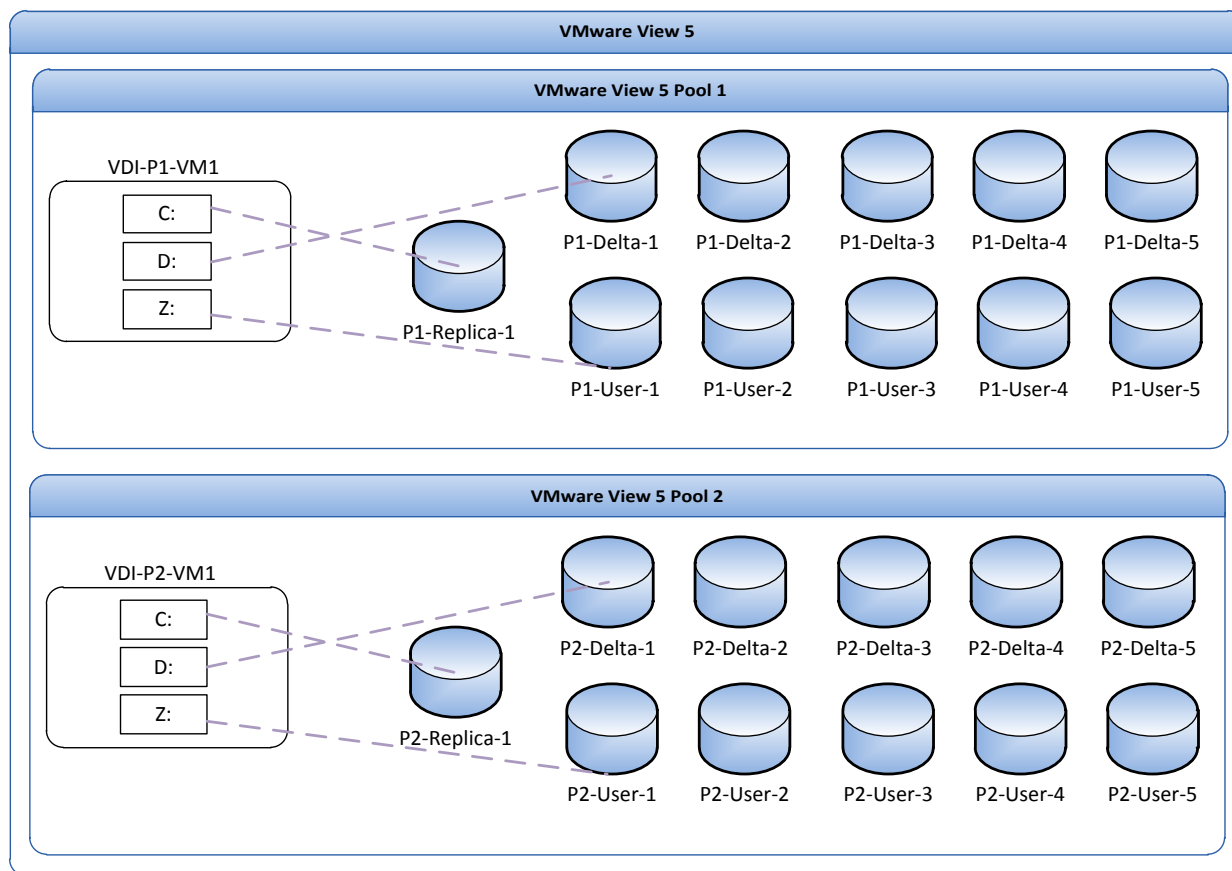 VMware View 5
VMware View 5 Pool 1
VDI-P1-VM1
C:
D:
Z:
P1-Replica-1
P1-Delta-1 P1-Delta-2 P1-Delta-3 P1-Delta-4 P1-Delta-5
P1-User-1 P1-User-2 P1-User-3 P1-User-4 P1-User-5
VMware View 5 Pool 2
VDI-P2-VM1
C:
D:
Z:
P2-Replica-1
P2-Delta-1 P2-Delta-2 P2-Delta-3 P2-Delta-4 P2-Delta-5
P2-User-1 P2-User-2 P2-User-3 P2-User-4 P2-User-5